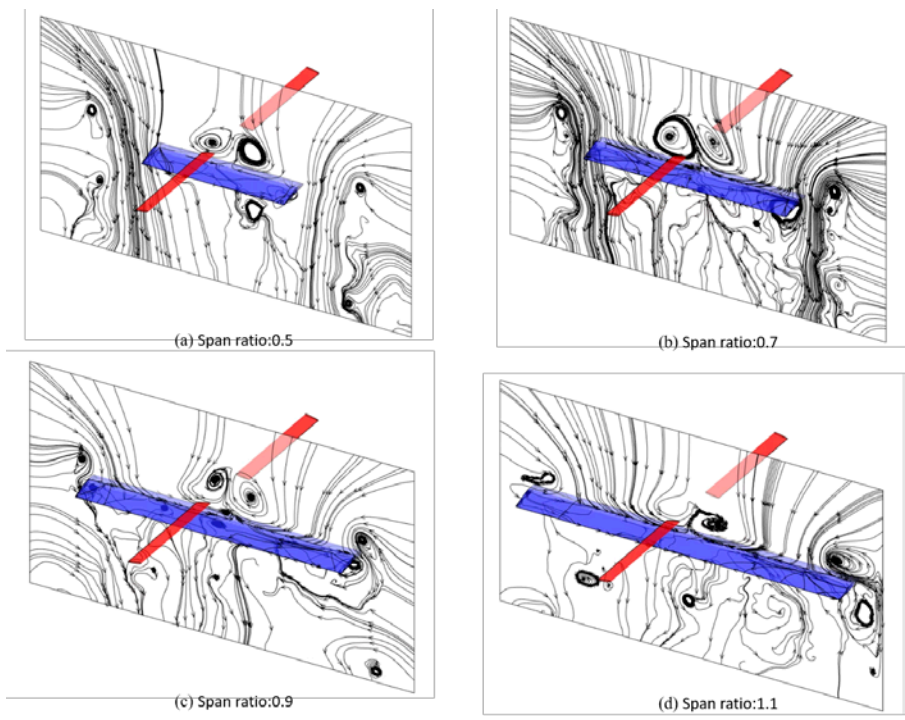 (a) Span ratio:0.5
(b) Span ratio:0.7
(c) Span ratio:0.9
(d) Span ratio:1.1